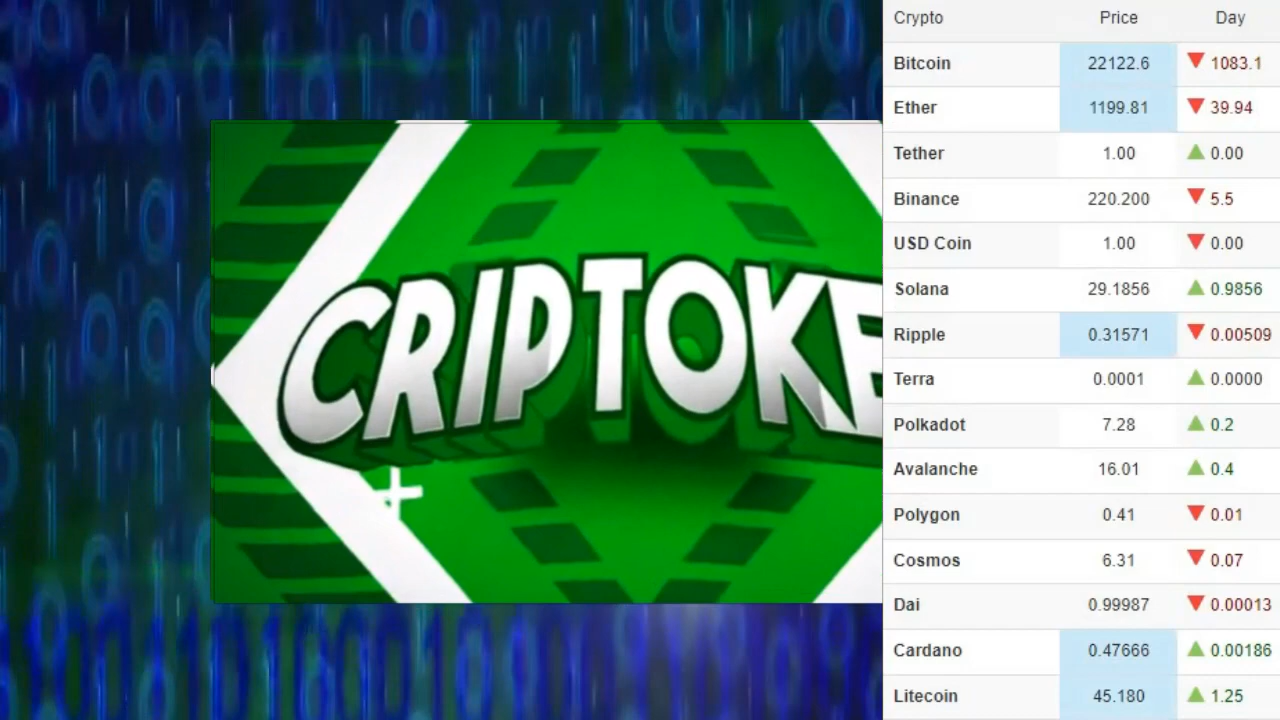 CRIPTOKE
Crypto Price Day
Bitcoin 22122.6 1083.1
Ether 1199.81 39.94
Tether 1.00 0.00
Binance 220.200 5.5
USD Coin 1.00 0.00
Solana 29.1856 0.9856
Ripple 0.31571 0.00509
Terra 0.0001 0.0000
Polkadot 7.28 0.2
Avalanche 16.01 0.4
Polygon 0.41 0.01
Cosmos 6.31 0.07
Dai 0.99987 0.00013
Cardano 0.47666 0.00186
Litecoin 45.180 1.25